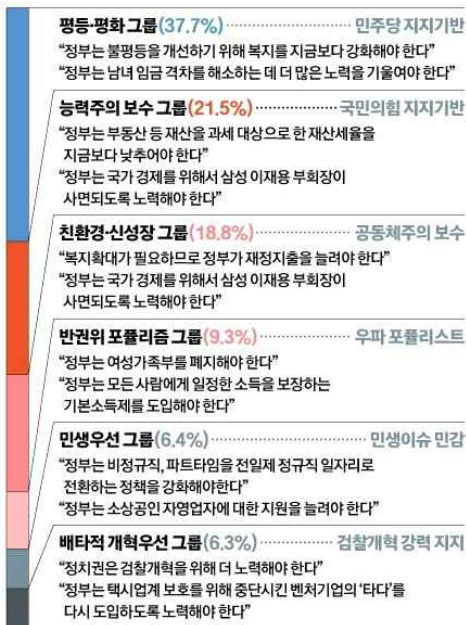 평등·평화 그룹(37.7%) 민주당 지지기반
“정부는 불평등을 개선하기 위해 복지를 지금보다 강화해야 한다”
“정부는 남녀 임금 격차를 해소하는 데 더 많은 노력을 기울여야 한다”
능력주의 보수 그룹(21.5%) 국민의힘 지지기반
“정부는 부동산 등 재산을 과세 대상으로 한 재산세율을
지금보다 낮추어야 한다”
“정부는 국가 경제를 위해서 삼성 이재용 부회장이
사면되도록 노력해야 한다”
친환경·신성장 그룹(18.8%) 공동체주의 보수
“복지확대가 필요하므로 정부가 재정지출을 늘려야 한다”
“정부는 국가 경제를 위해서 삼성 이재용 부회장이
사면되도록 노력해야 한다”
반권위 포퓰리즘 그룹(9.3%) 우파 포퓰리스트
“정부는 여성가족부를 폐지해야 한다”
“정부는 모든 사람에게 일정한 소득을 보장하는
기본소득제를 도입해야 한다”
민생우선 그룹(6.4%) 민생이슈 민감
“정부는 비정규직, 파트타임을 전일제 정규직 일자리로
전환하는 정책을 강화해야한다”
“정부는 소상공인 자영업자에 대한 지원을 늘려야 한다”
배타적 개혁우선 그룹(6.3%) 검찰개혁 강력 지지
“정치권은 검찰개혁을 위해 더 노력해야 한다”
“정부는 택시업계 보호를 위해 중단시킨 벤처기업의 ‘타다’를
다시 도입하도록 노력해야 한다”